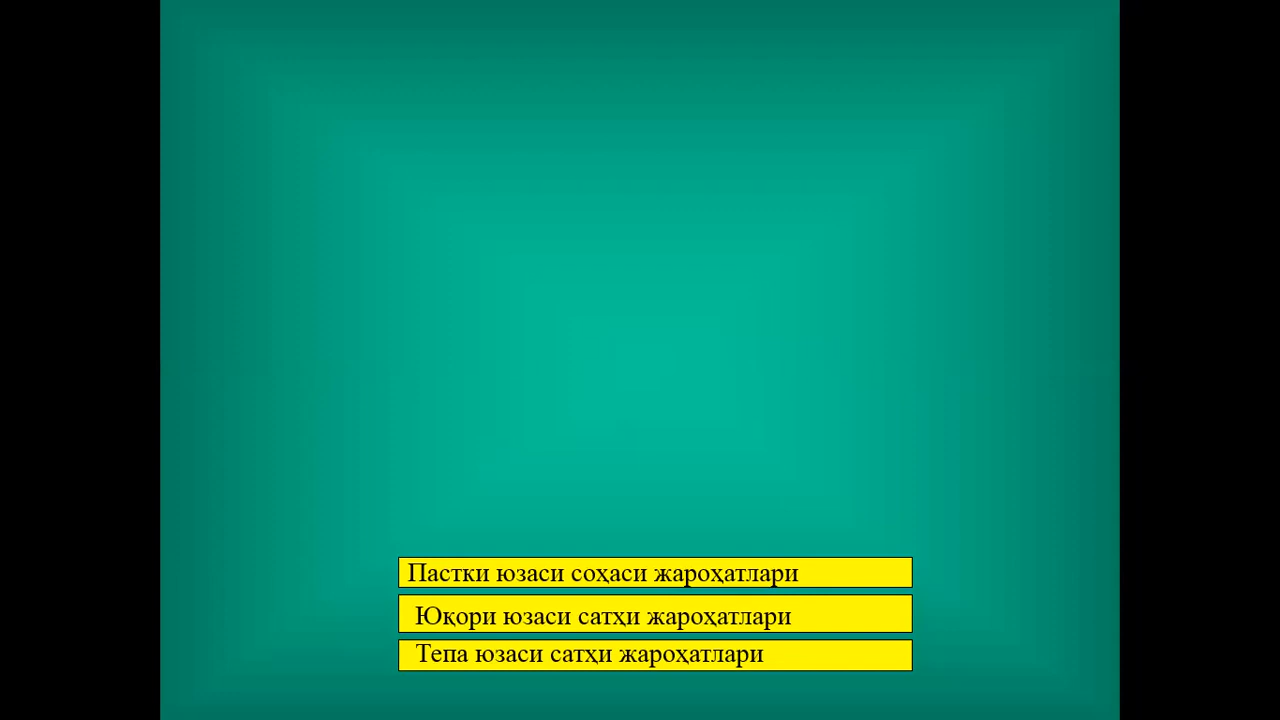 Пастки юзаси соҳаси жароҳатлари
Юқори юзаси сатҳи жароҳатлари
Тепа юзаси сатҳи жароҳатлари